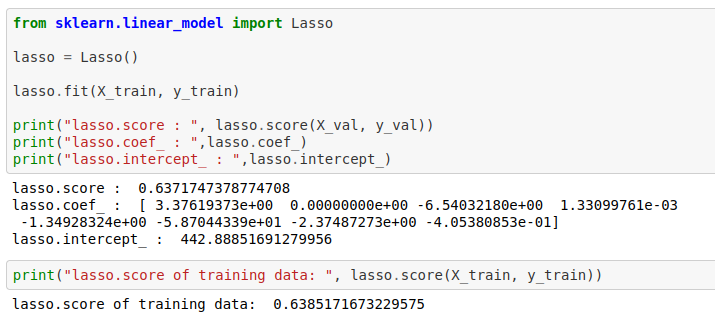 from sklearn.linear_model import Lasso
lasso = Lasso()
lasso.fit(X_train, y_train)
print("lasso.score : ", lasso.score(X_val, y_val))
print("lasso.coef_ : ",lasso.coef_)
print("lasso.intercept_ : ",lasso.intercept_)
lasso.score :  0.6371747378774708
lasso.coef_ :  [ 3.37619373e+00  0.00000000e+00 -6.54032180e+00  1.33099761e-03
 -1.34928324e+00 -5.87044339e+01 -2.37487273e+00 -4.05380853e-01]
lasso.intercept_ :  442.88851691279956
print("lasso.score of training data: ", lasso.score(X_train, y_train))
lasso.score of training data:  0.6385171673229575